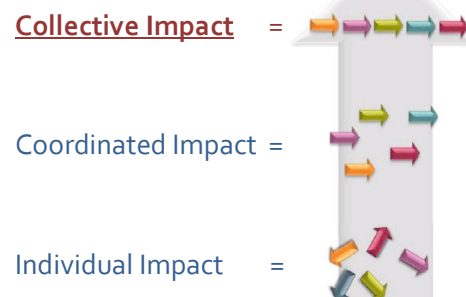 Collective Impact =
Coordinated Impact =
Individual Impact =